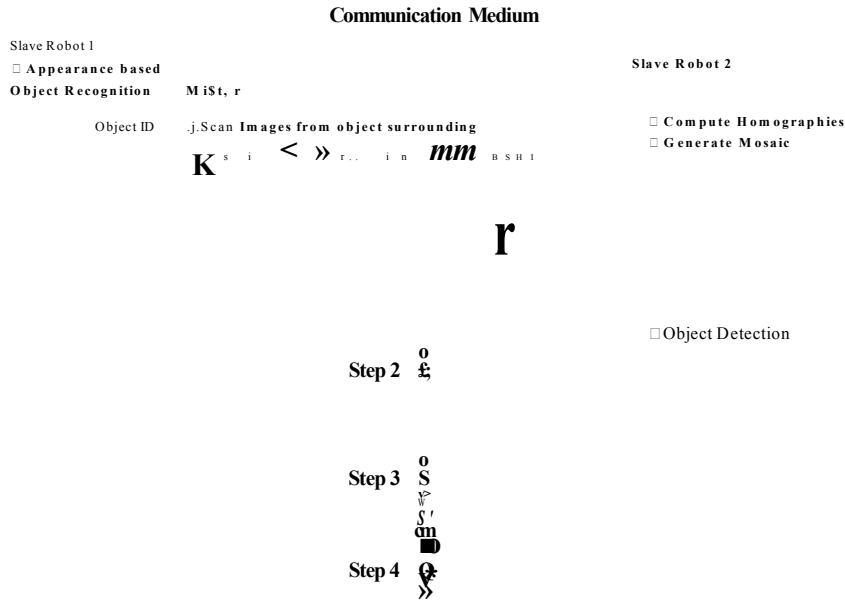 Communication Medium
Slave Robot 1
□ Appearance based
Slave Robot 2
Object Recognition M i$t, r
Object ID .j.Scan Images from object surrounding
□ Compute Homographies
□ Generate Mosaic
K s i < » r.. i n mm B S H I
r
□ Object Detection
Step 2
Step 3
Step 4